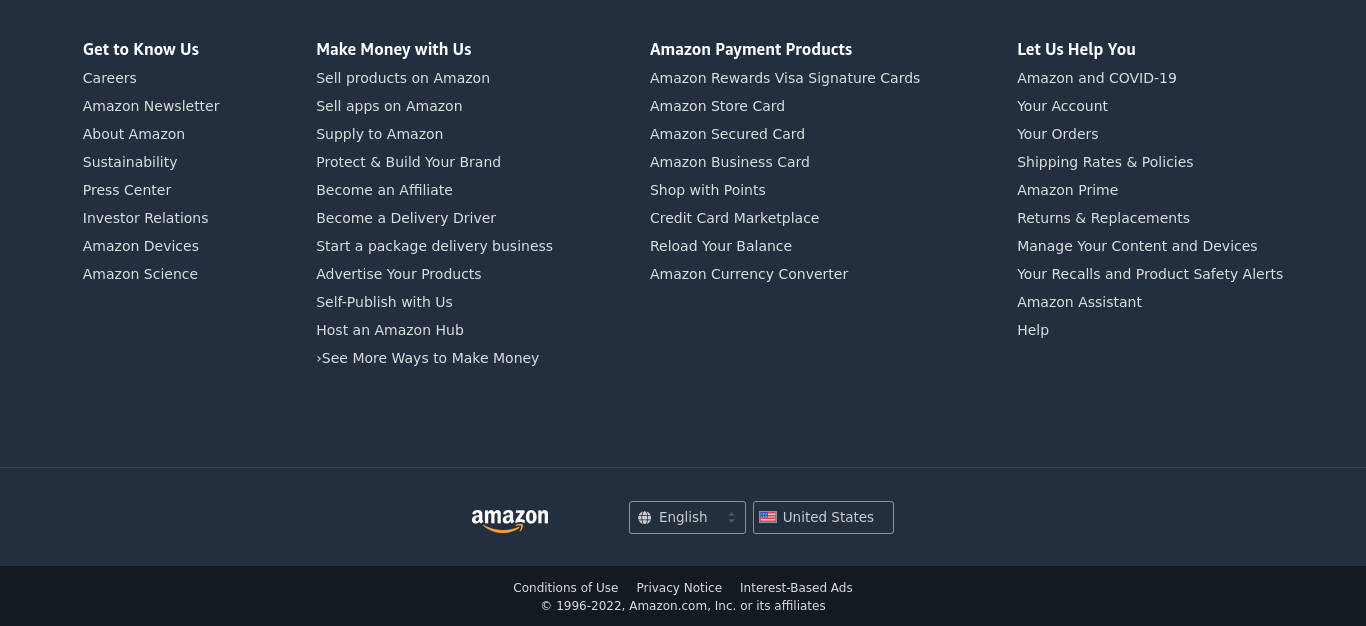 Get to Know Us
Careers
Amazon Newsletter
About Amazon
Sustainability
Press Center
Investor Relations
Amazon Devices
Amazon Science
Make Money with Us
Sell products on Amazon
Sell apps on Amazon
Supply to Amazon
Protect & Build Your Brand
Become an Affiliate
Become a Delivery Driver
Start a package delivery business
Advertise Your Products
Self-Publish with Us
Host an Amazon Hub
›See More Ways to Make Money
Amazon Payment Products
Amazon Rewards Visa Signature Cards
Amazon Store Card
Amazon Secured Card
Amazon Business Card
Shop with Points
Credit Card Marketplace
Reload Your Balance
Amazon Currency Converter
Let Us Help You
Amazon and COVID-19
Your Account
Your Orders
Shipping Rates & Policies
Amazon Prime
Returns & Replacements
Manage Your Content and Devices
Your Recalls and Product Safety Alerts
Amazon Assistant
Help
amazon
English
United States
Conditions of Use Privacy Notice Interest-Based Ads
© 1996-2022, Amazon.com, Inc. or its affiliates